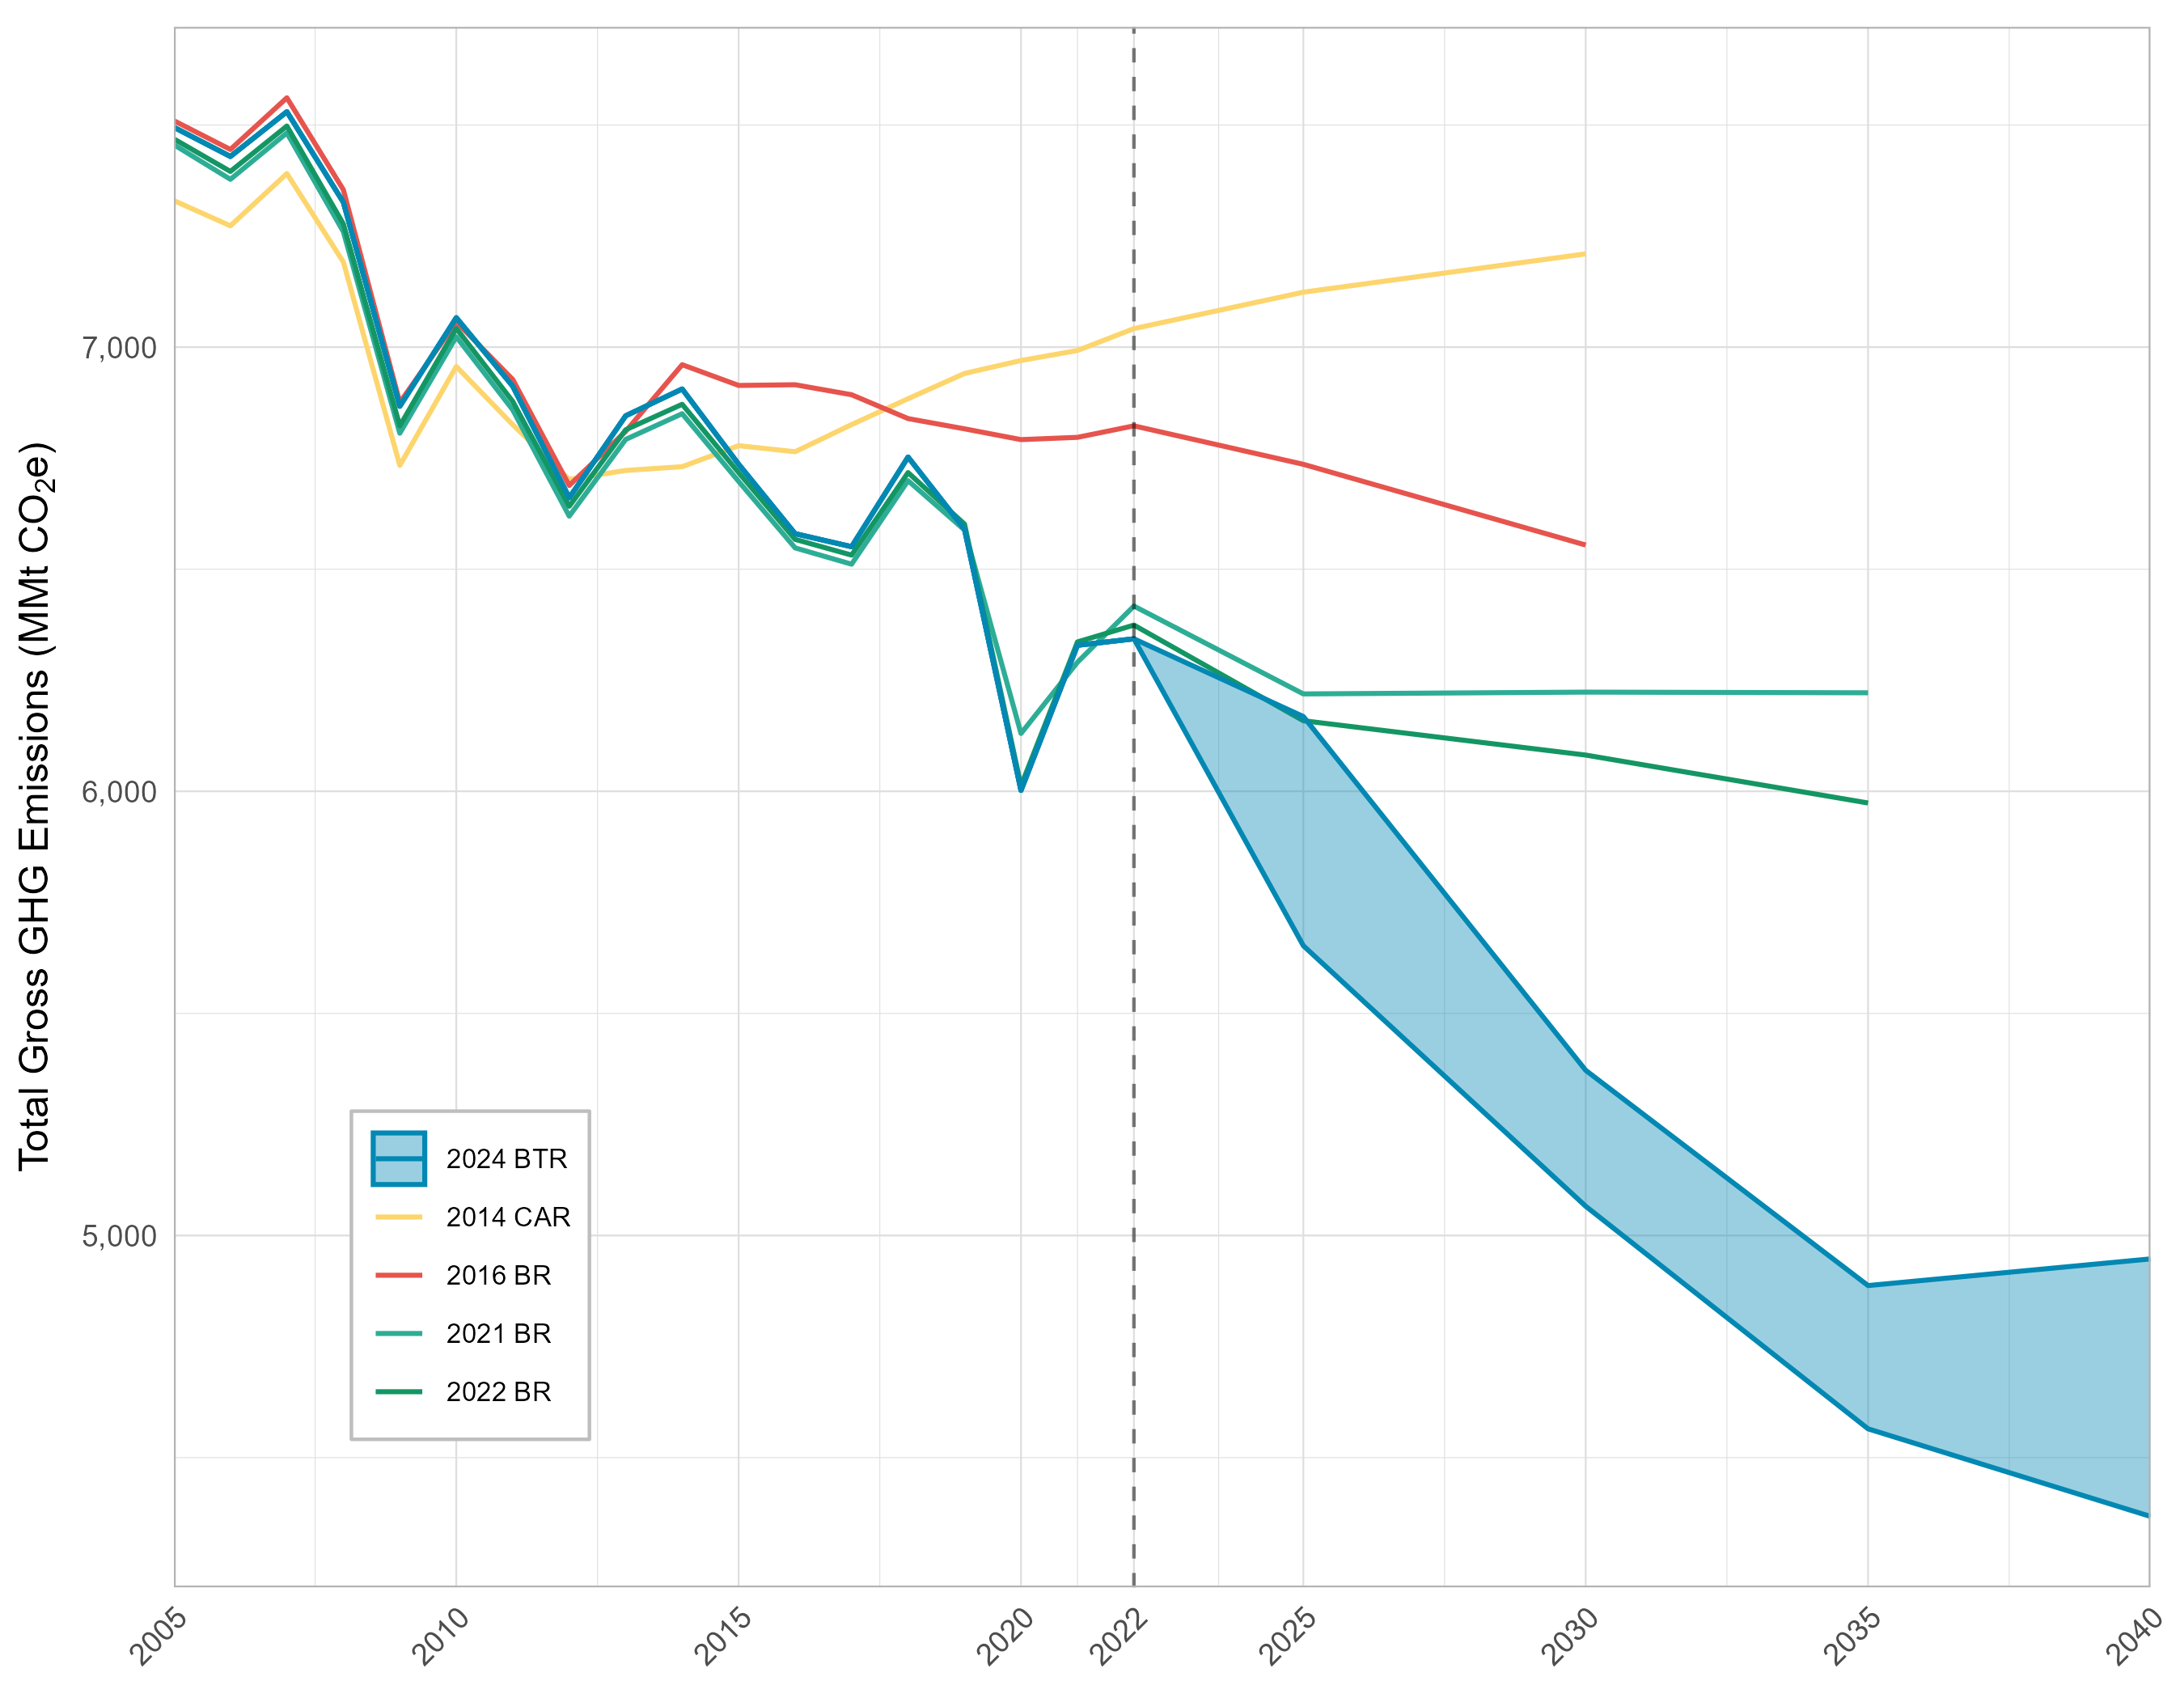 Total Gross GHG Emissions (MMt CO₂e)
7,000
6,000
5,000
2024 BTR
2014 CAR
2016 BR
2021 BR
2022 BR
2005
2010
2015
2020
2022
2025
2030
2035
2040